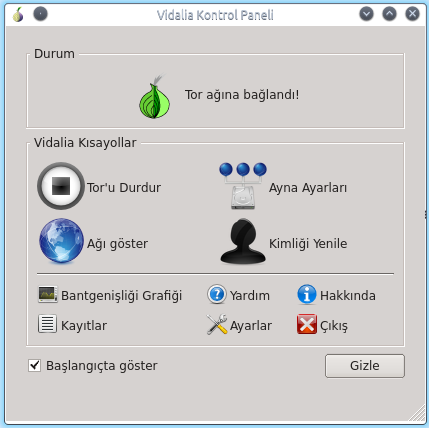 Vidalia Kontrol Paneli
Durum
Tor ağına bağlandı!
Vidalia Kısayollar
Tor'u Durdur
Ayna Ayarları
Ağı göster
Kimliği Yenile
Bantgenişliği Grafiği
Yardım
Hakkında
Kayıtlar
Ayarlar
Çıkış
Başlangıçta göster
Gizle